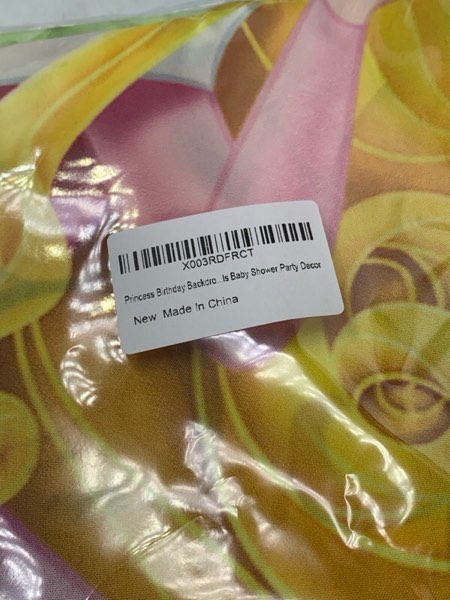 X003RDFRCT
Princess Birthday Backdro...ls Baby Shower Party Decor
New Made In China